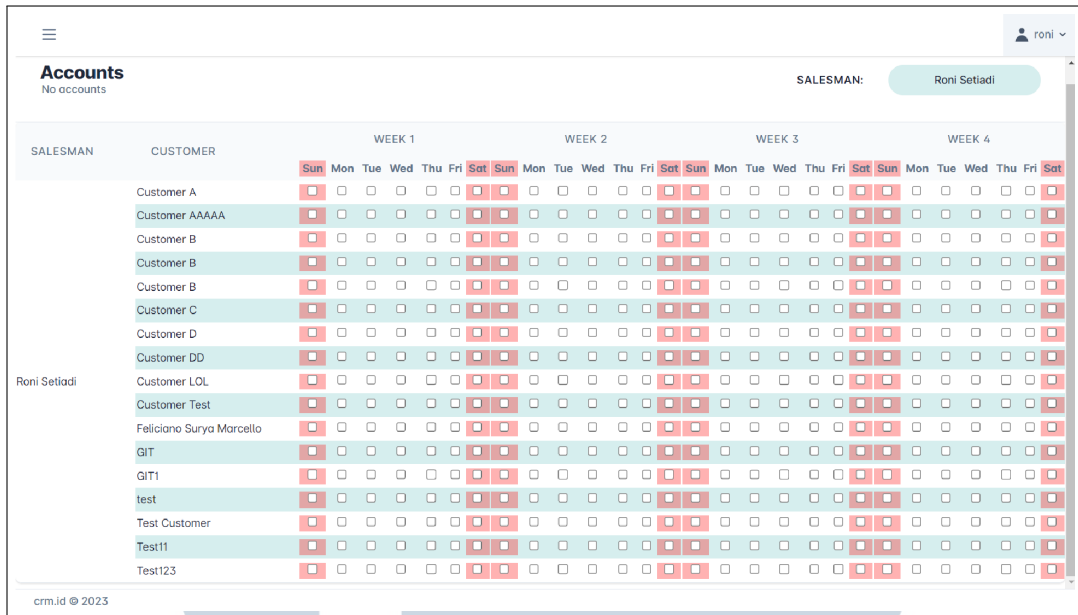 roni
Accounts
No accounts
SALESMAN:
Roni Setiadi
SALESMAN CUSTOMER WEEK 1 WEEK 2 WEEK 3 WEEK 4
Sun Mon Tue Wed Thu Fri Sat Sun Mon Tue Wed Thu Fri Sat Sun Mon Tue Wed Thu Fri Sat Sun Mon Tue Wed Thu Fri Sat
Customer A
Customer AAAAA
Customer B
Customer B
Customer B
Customer C
Customer D
Customer DD
Roni Setiadi Customer LOL
Customer Test
Feliciano Surya Marcello
GIT
GIT1
test
Test Customer
Test11
Test123
crm.id © 2023